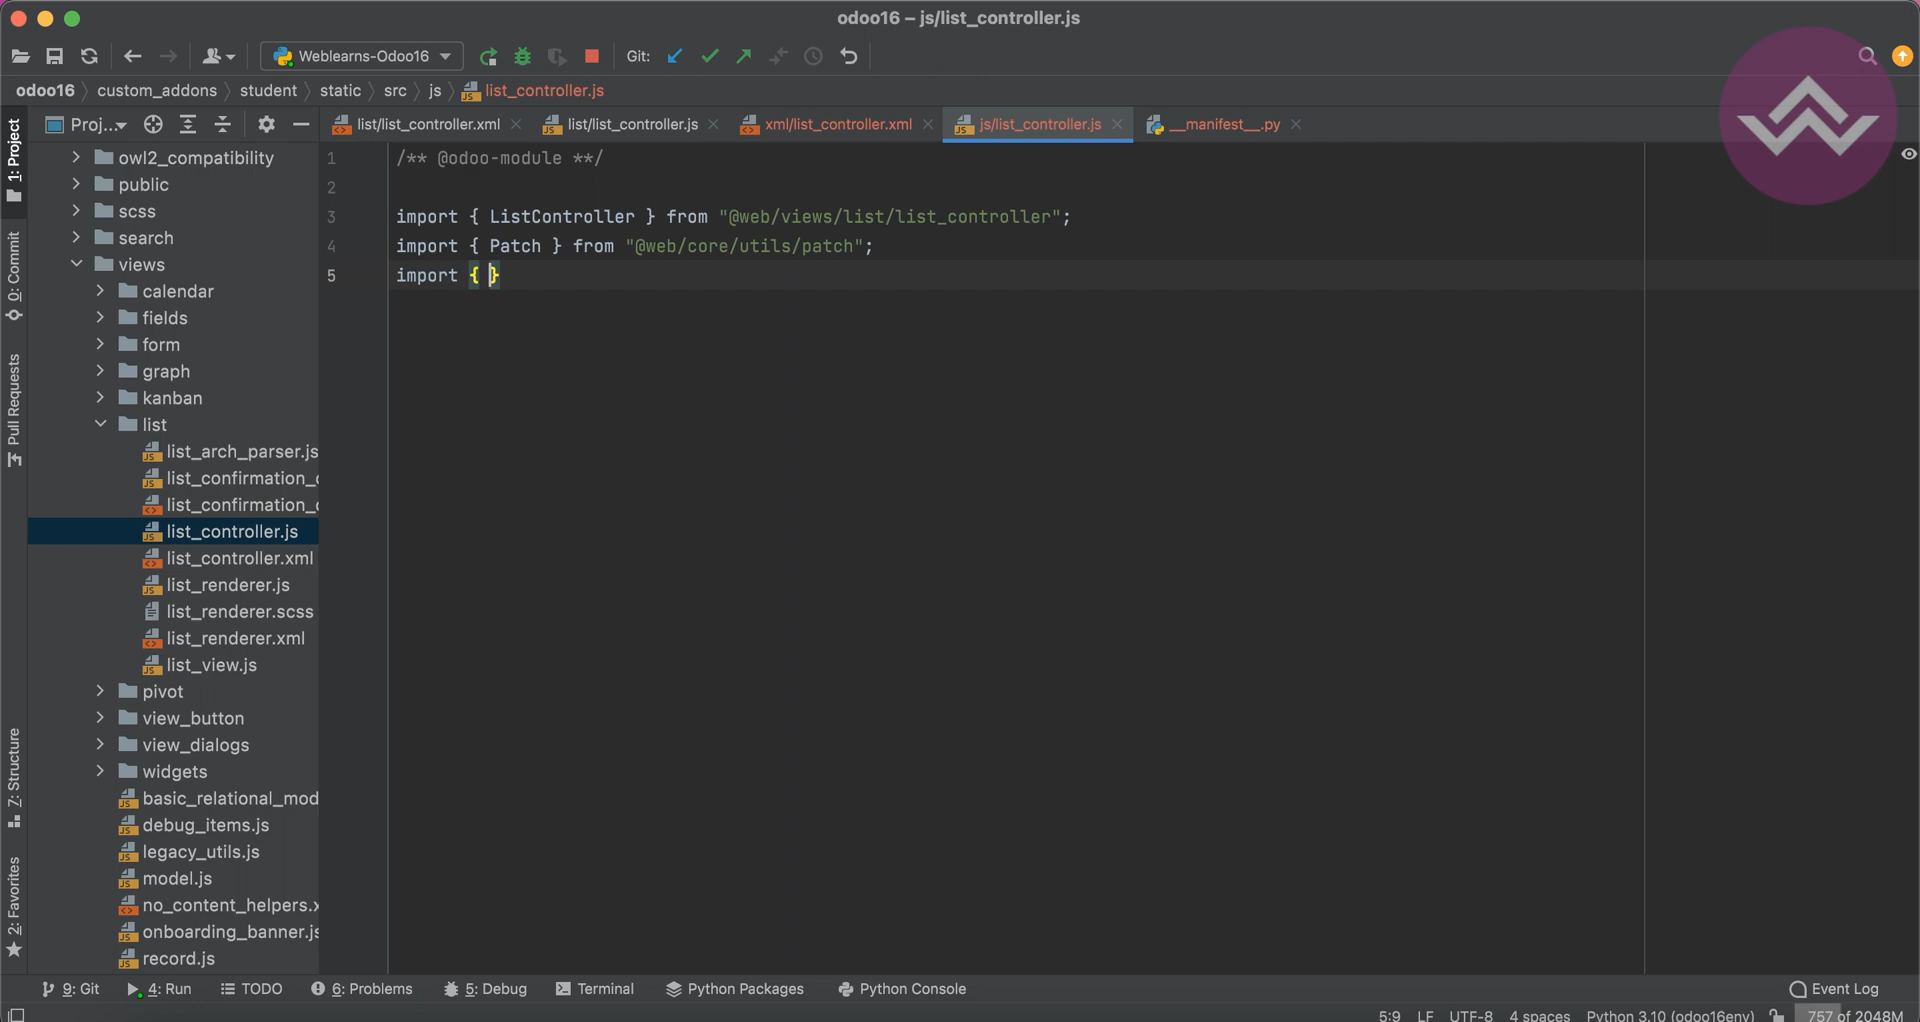 odoo16 – js/list_controller.js
Weblearns-Odoo16
Git:
odoo16 custom_addons student static src js list_controller.js
Proj... list/list_controller.xml list/list_controller.js xml/list_controller.xml js/list_controller.js __manifest__.py
1: Project
0: Commit
Pull Requests
7: Structure
2: Favorites
owl2_compatibility
public
scss
search
views
calendar
fields
form
graph
kanban
list
list_arch_parser.js
list_confirmation_
list_confirmation_
list_controller.js
list_controller.xml
list_renderer.js
list_renderer.scss
list_renderer.xml
list_view.js
pivot
view_button
view_dialogs
widgets
basic_relational_mod
debug_items.js
legacy_utils.js
model.js
no_content_helpers.x
onboarding_banner.js
record.js
1 /** @odoo-module **/
2
3 import { ListController } from "@web/views/list/list_controller";
4 import { Patch } from "@web/core/utils/patch";
5 import { }
9: Git 4: Run TODO 6: Problems 5: Debug Terminal Python Packages Python Console Event Log
5:9 LF UTF-8 4 spaces Python 3.10 (odoo16env) 757 of 2048M